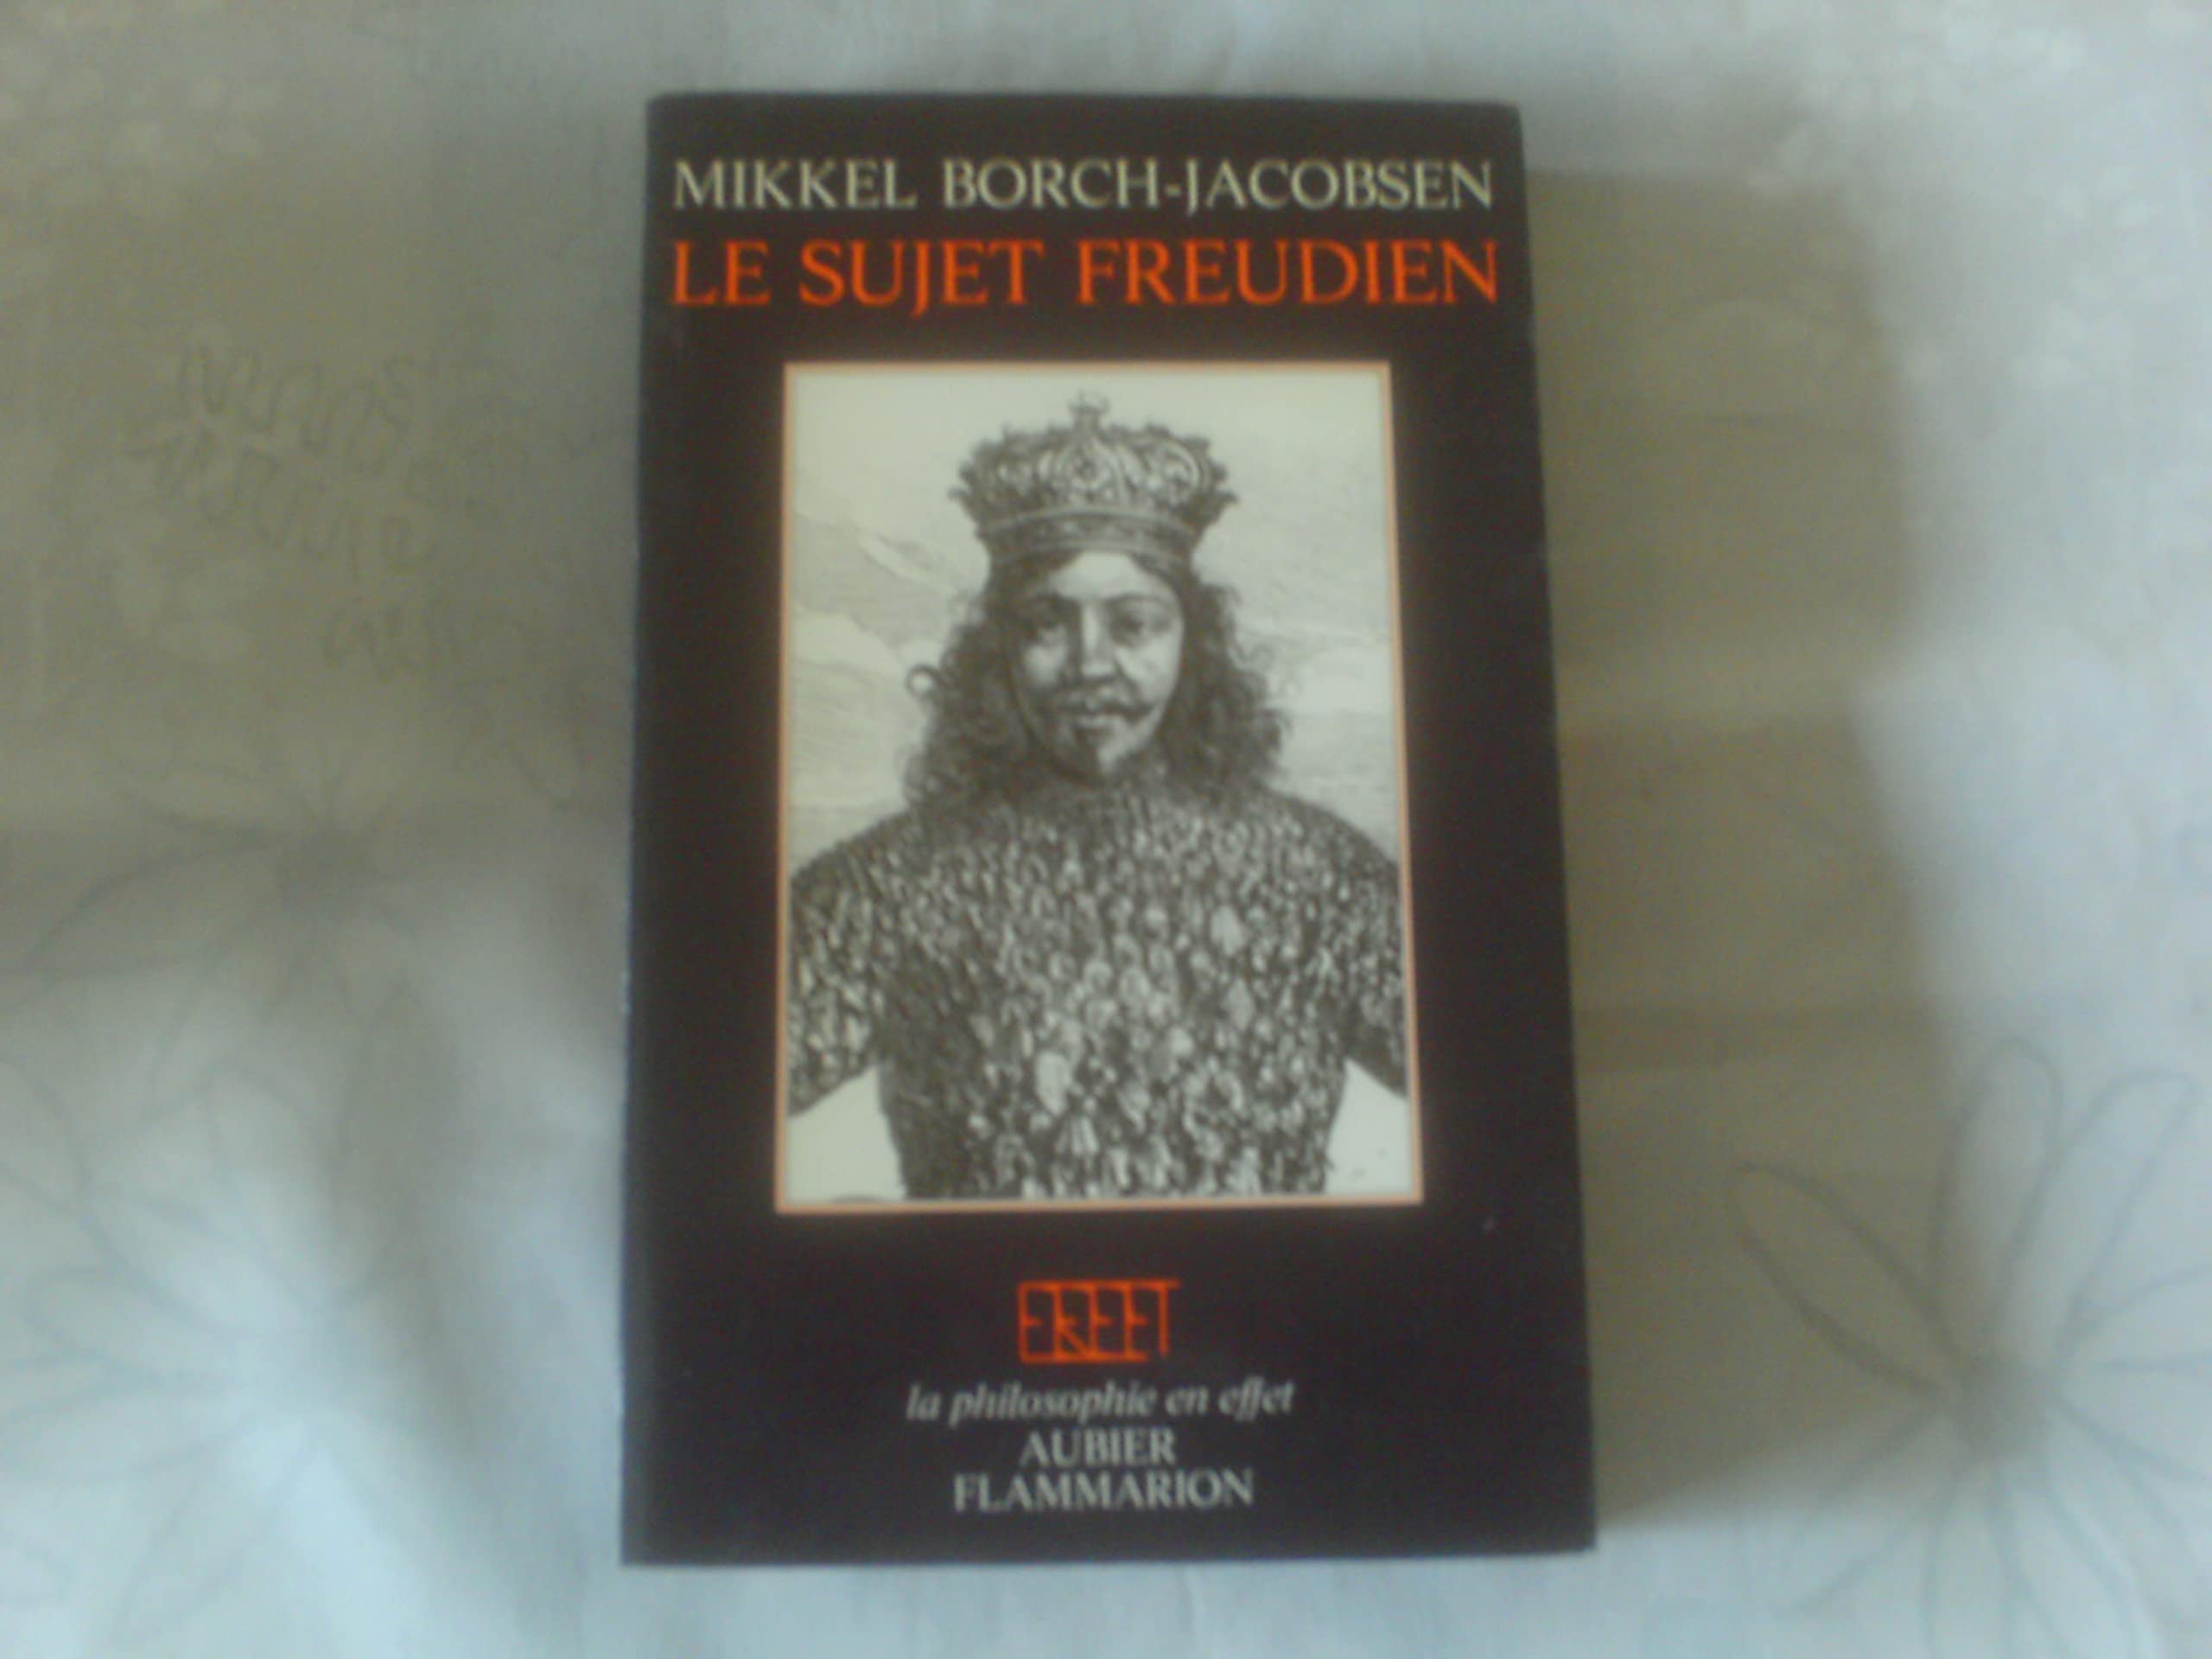 MIKKEL BORCH-JACOBSEN
LE SUJET FREUDIEN
la philosophie en effet
AUBIER
FLAMMARION